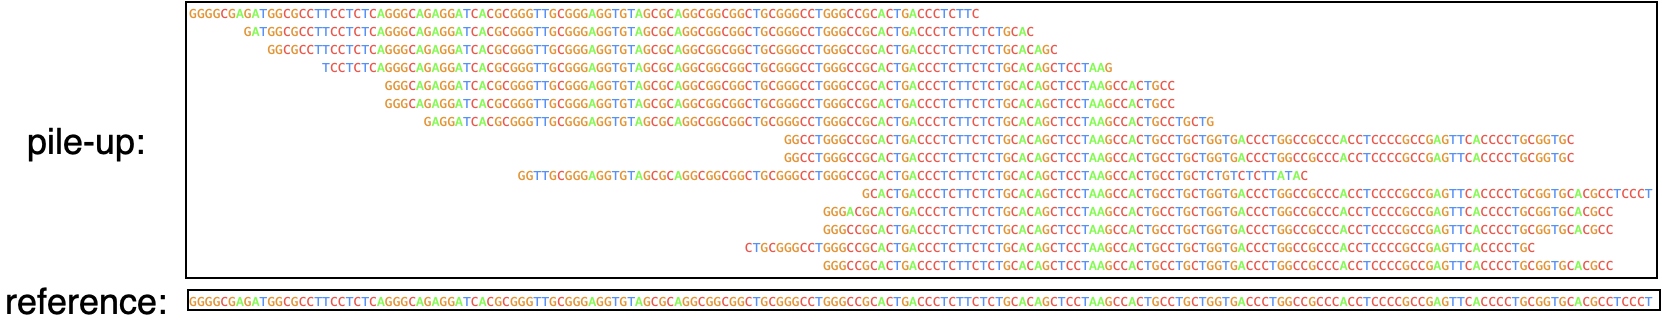 pile-up:
GGGGCGAGATGGCGCCTTCCTCTCAGGGCAGAGGATCACGCGGGTTGCGGGAGGTGTAGCGCAGGCGGCGGCTGCGGGCCTGGGCCGCACTGACCCTCTTC
GATGGCGCCTTCCTCTCAGGGCAGAGGATCACGCGGGTTGCGGGAGGTGTAGCGCAGGCGGCGGCTGCGGGCCTGGGCCGCACTGACCCTCTTCTCTGCAC
GGCGCCTTCCTCTCAGGGCAGAGGATCACGCGGGTTGCGGGAGGTGTAGCGCAGGCGGCGGCTGCGGGCCTGGGCCGCACTGACCCTCTTCTCTGCACAGC
TCCTCTCAGGGCAGAGGATCACGCGGGTTGCGGGAGGTGTAGCGCAGGCGGCGGCTGCGGGCCTGGGCCGCACTGACCCTCTTCTCTGCACAGCTCCTAAG
GGGCAGAGGATCACGCGGGTTGCGGGAGGTGTAGCGCAGGCGGCGGCTGCGGGCCTGGGCCGCACTGACCCTCTTCTCTGCACAGCTCCTAAGCCACTGCC
GGGCAGAGGATCACGCGGGTTGCGGGAGGTGTAGCGCAGGCGGCGGCTGCGGGCCTGGGCCGCACTGACCCTCTTCTCTGCACAGCTCCTAAGCCACTGCC
GAGGATCACGCGGGTTGCGGGAGGTGTAGCGCAGGCGGCGGCTGCGGGCCTGGGCCGCACTGACCCTCTTCTCTGCACAGCTCCTAAGCCACTGCCTGCTG
GGCCTGGGCCGCACTGACCCTCTTCTCTGCACAGCTCCTAAGCCACTGCCTGCTGGTGACCCTGGCCGCCCACCTCCCCGCCGAGTTCACCCCTGCGGTGC
GGCCTGGGCCGCACTGACCCTCTTCTCTGCACAGCTCCTAAGCCACTGCCTGCTGGTGACCCTGGCCGCCCACCTCCCCGCCGAGTTCACCCCTGCGGTGC
GGTTGCGGGAGGTGTAGCGCAGGCGGCGGCTGCGGGCCTGGGCCGCACTGACCCTCTTCTCTGCACAGCTCCTAAGCCACTGCCTGCTCTGTCTCTTATAC
GCACTGACCCTCTTCTCTGCACAGCTCCTAAGCCACTGCCTGCTGGTGACCCTGGCCGCCCACCTCCCCGCCGAGTTCACCCCTGCGGTGCACGCCTCCCT
GGGACGCACTGACCCTCTTCTCTGCACAGCTCCTAAGCCACTGCCTGCTGGTGACCCTGGCCGCCCACCTCCCCGCCGAGTTCACCCCTGCGGTGCACGCC
GGGCCGCACTGACCCTCTTCTCTGCACAGCTCCTAAGCCACTGCCTGCTGGTGACCCTGGCCGCCCACCTCCCCGCCGAGTTCACCCCTGCGGTGCACGCC
CTGCGGGCCTGGGCCGCACTGACCCTCTTCTCTGCACAGCTCCTAAGCCACTGCCTGCTGGTGACCCTGGCCGCCCACCTCCCCGCCGAGTTCACCCCTGC
GGGCCGCACTGACCCTCTTCTCTGCACAGCTCCTAAGCCACTGCCTGCTGGTGACCCTGGCCGCCCACCTCCCCGCCGAGTTCACCCCTGCGGTGCACGCC
reference: GGGGCGAGATGGCGCCTTCCTCTCAGGGCAGAGGATCACGCGGGTTGCGGGAGGTGTAGCGCAGGCGGCGGCTGCGGGCCTGGGCCGCACTGACCCTCTTCTCTGCACAGCTCCTAAGCCACTGCCTGCTGGTGACCCTGGCCGCCCACCTCCCCGCCGAGTTCACCCCTGCGGTGCACGCCTCCCT